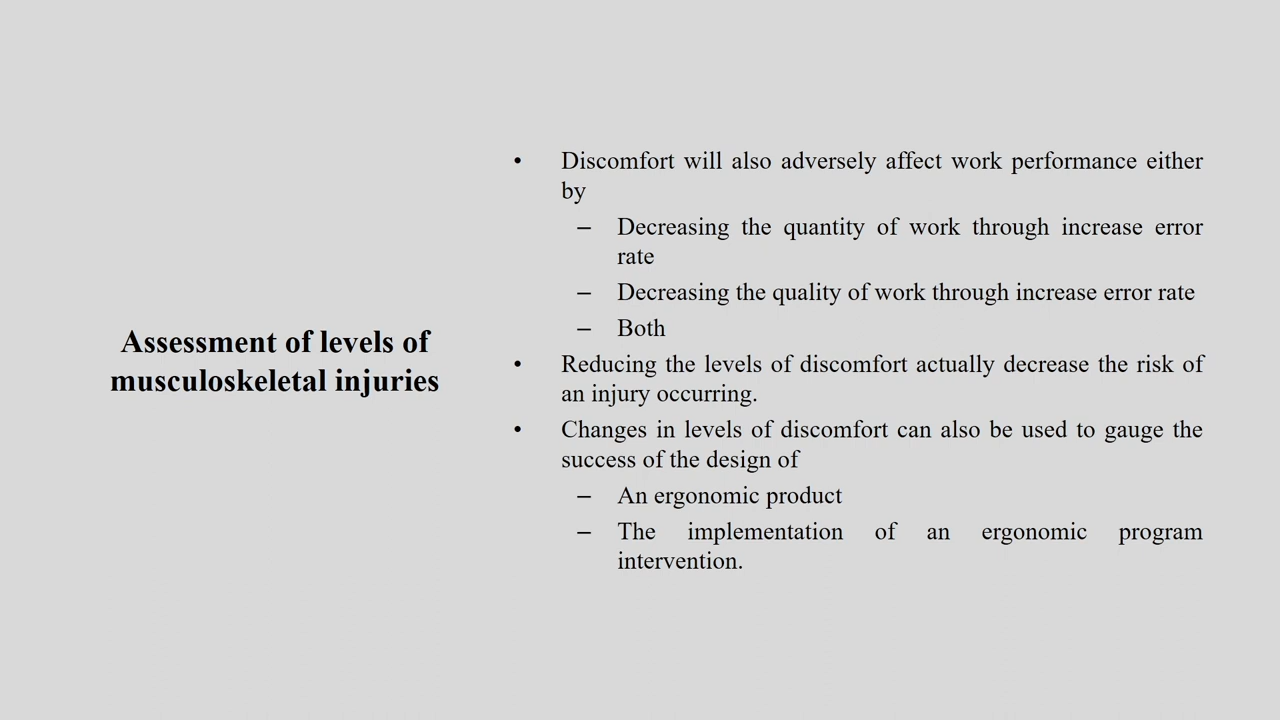 Assessment of levels of
musculoskeletal injuries
• Discomfort will also adversely affect work performance either
by
– Decreasing the quantity of work through increase error
rate
– Decreasing the quality of work through increase error rate
– Both
• Reducing the levels of discomfort actually decrease the risk of
an injury occurring.
• Changes in levels of discomfort can also be used to gauge the
success of the design of
– An ergonomic product
– The implementation of an ergonomic program
intervention.